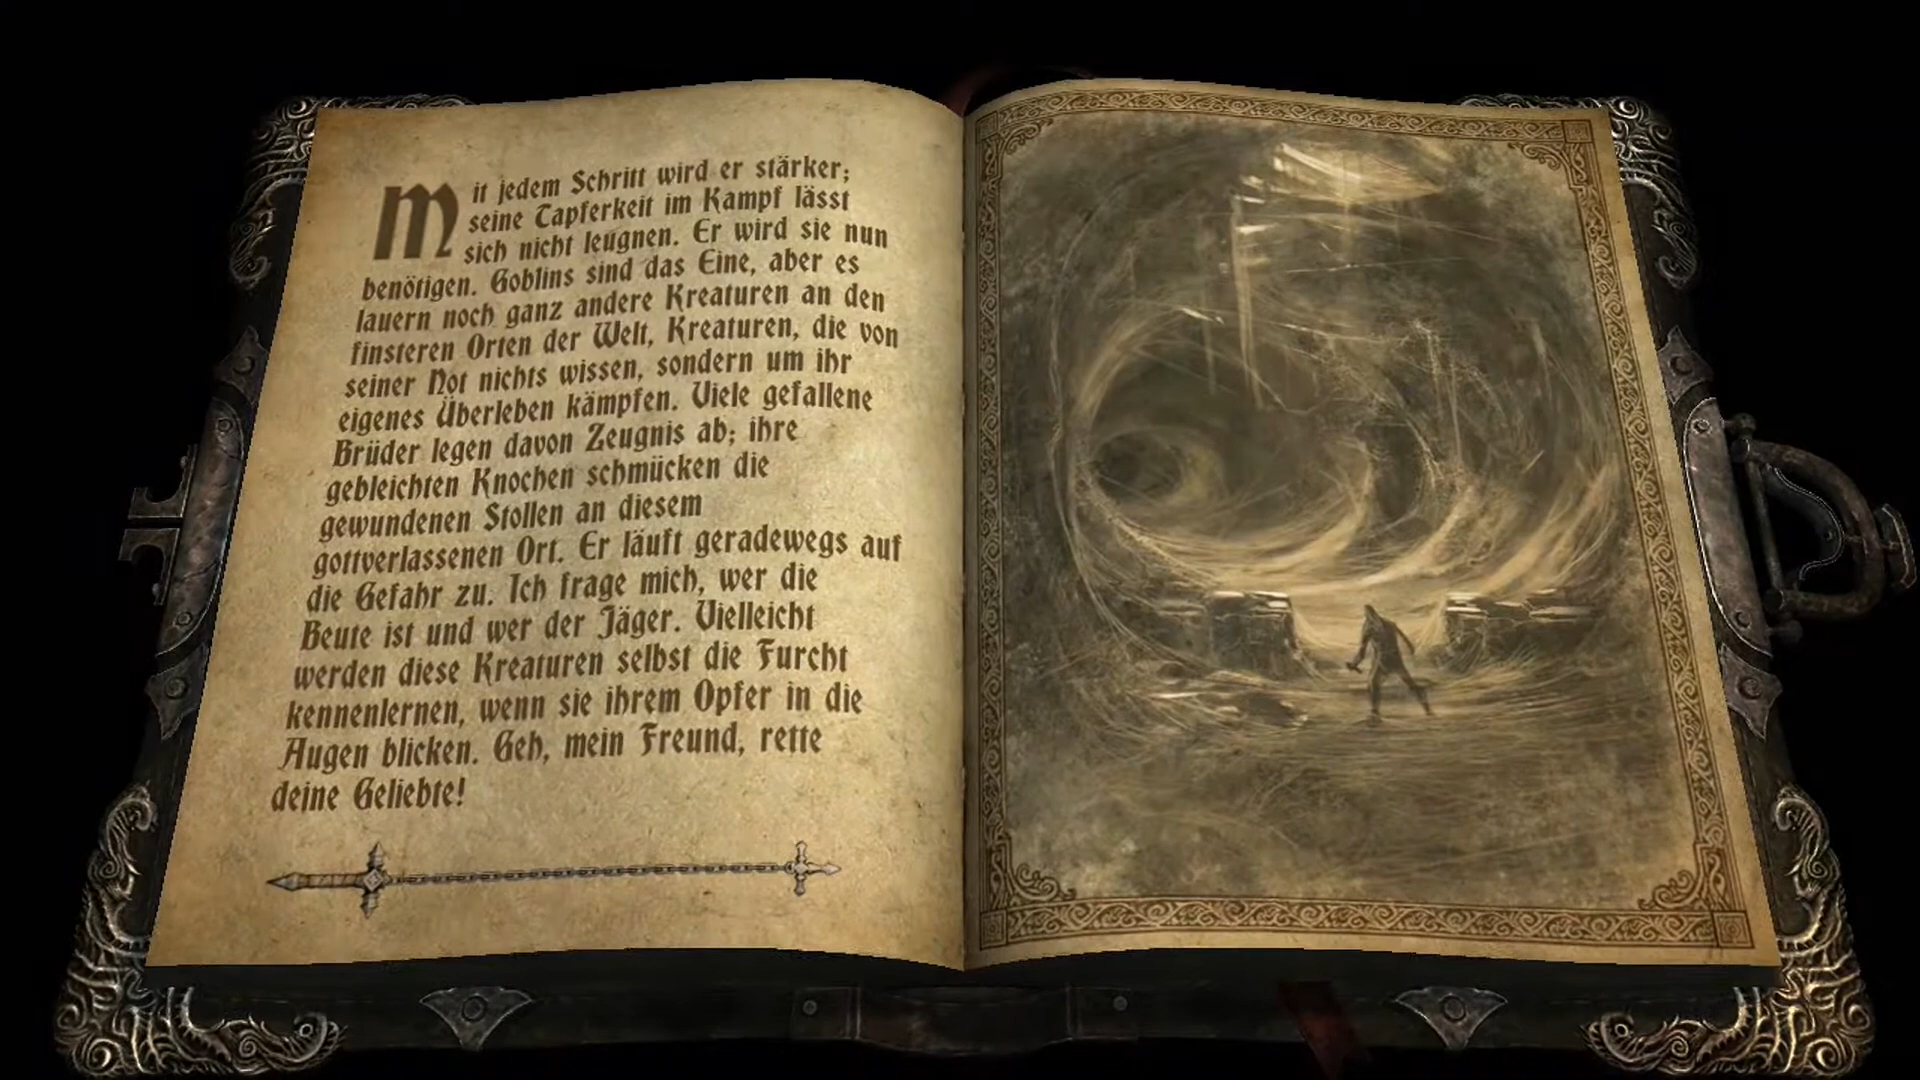 Mit jedem Schritt wird er stärker;
seine Tapferkeit im Kampf lässt
sich nicht leugnen. Er wird sie nun
benötigen. Goblins sind das Eine, aber es
lauern noch ganz andere Kreaturen an den
finsteren Orten der Welt, Kreaturen, die von
seiner Not nichts wissen, sondern um ihr
eigenes Überleben kämpfen. Viele gefallene
Brüder legen davon Zeugnis ab; ihre
gebleichten Knochen schmücken die
gewundenen Stollen an diesem
gottverlassenen Ort. Er läuft geradewegs auf
die Gefahr zu. Ich frage mich, wer die
Beute ist und wer der Jäger. Vielleicht
werden diese Kreaturen selbst die Furcht
kennenlernen, wenn sie ihrem Opfer in die
Augen blicken. Geh, mein Freund, rette
deine Geliebte!